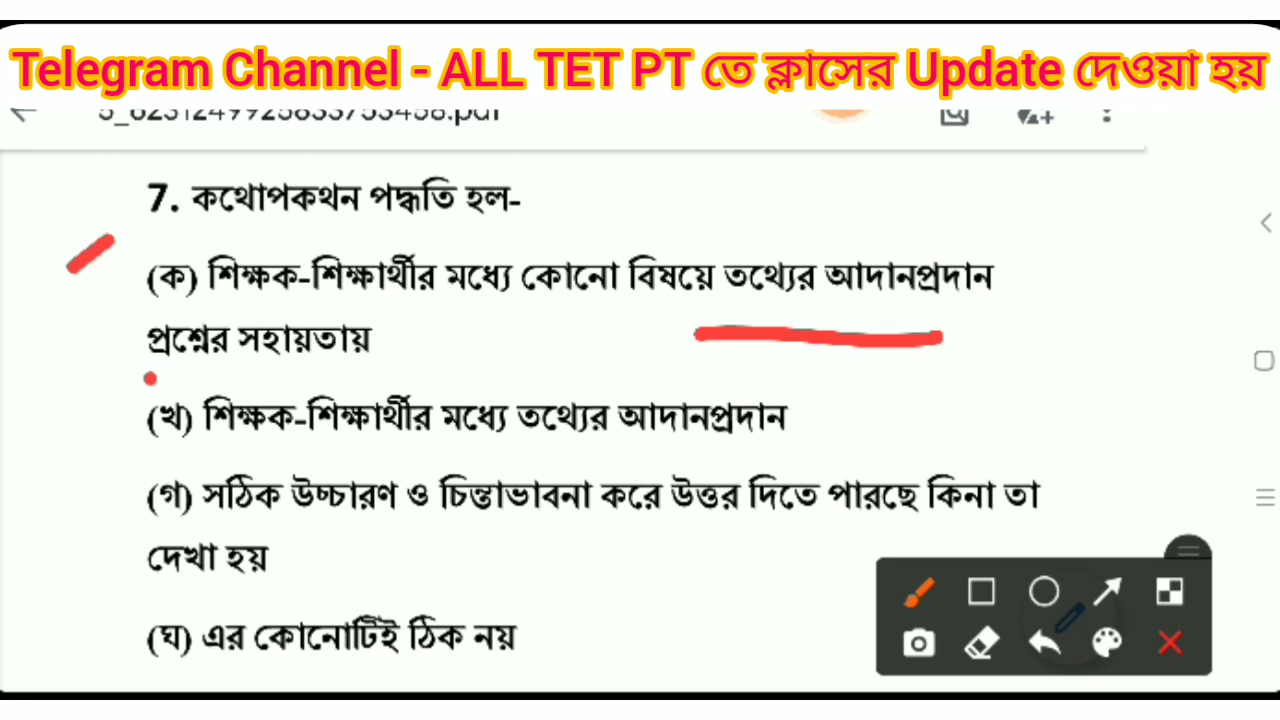 Telegram Channel - ALL TET PT তে ক্লাসের Update দেওয়া হয়
7. কথোপকথন পদ্ধতি হল-
(ক) শিক্ষক-শিক্ষার্থীর মধ্যে কোনো বিষয়ে তথ্যের আদানপ্রদান
প্রশ্নের সহায়তায়
(খ) শিক্ষক-শিক্ষার্থীর মধ্যে তথ্যের আদানপ্রদান
(গ) সঠিক উচ্চারণ ও চিন্তাভাবনা করে উত্তর দিতে পারছে কিনা তা
দেখা হয়
(ঘ) এর কোনোটিই ঠিক নয়